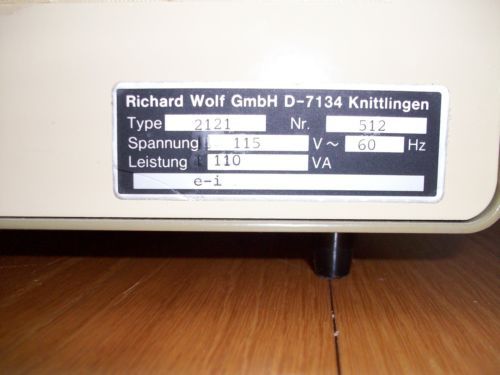 Richard Wolf GmbH D-7134 Knittlingen
Type 2121 Nr. 512
Spannung 115 V~ 60 Hz
Leistung 110 VA
e-i